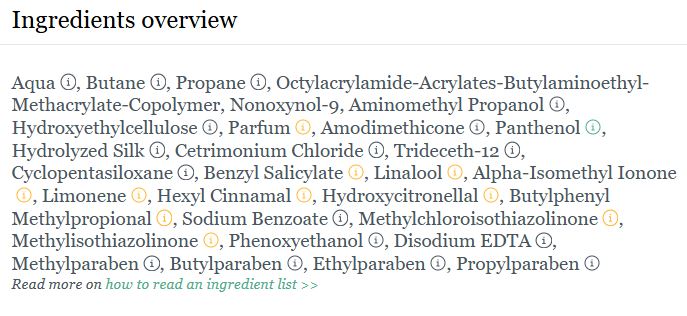 Ingredients overview
Aqua ⓘ, Butane ⓘ, Propane ⓘ, Octylacrylamide-Acrylates-Butylaminoethyl-
Methacrylate-Copolymer, Nonoxynol-9, Aminomethyl Propanol ⓘ,
Hydroxyethylcellulose ⓘ, Parfum ⓘ, Amodimethicone ⓘ, Panthenol ⓘ,
Hydrolyzed Silk ⓘ, Cetrimonium Chloride ⓘ, Trideceth-12 ⓘ,
Cyclopentasiloxane ⓘ, Benzyl Salicylate ⓘ, Linalool ⓘ, Alpha-Isomethyl Ionone
ⓘ, Limonene ⓘ, Hexyl Cinnamal ⓘ, Hydroxycitronellal ⓘ, Butylphenyl
Methylpropional ⓘ, Sodium Benzoate ⓘ, Methylchloroisothiazolinone ⓘ,
Methylisothiazolinone ⓘ, Phenoxyethanol ⓘ, Disodium EDTA ⓘ,
Methylparaben ⓘ, Butylparaben ⓘ, Ethylparaben ⓘ, Propylparaben ⓘ
Read more on how to read an ingredient list >>